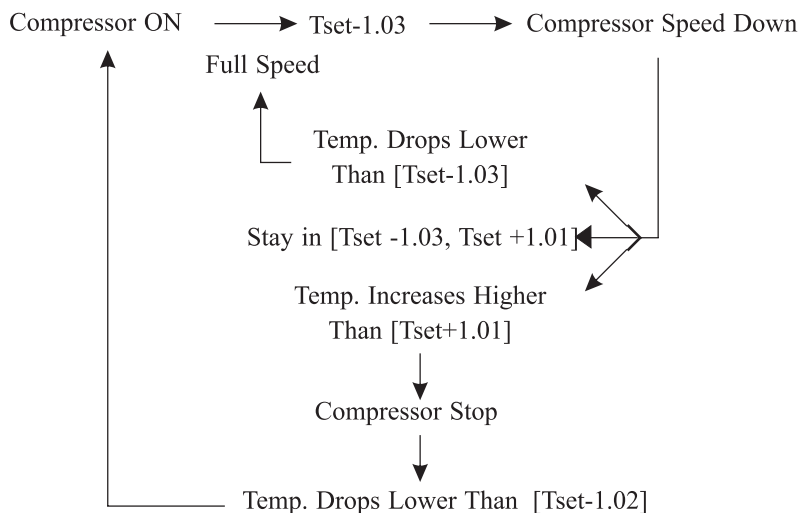 Compressor ON
Tset-1.03
Compressor Speed Down
Full Speed
Temp. Drops Lower
Than [Tset-1.03]
Stay in [Tset -1.03, Tset +1.01]
Temp. Increases Higher
Than [Tset+1.01]
Compressor Stop
Temp. Drops Lower Than [Tset-1.02]